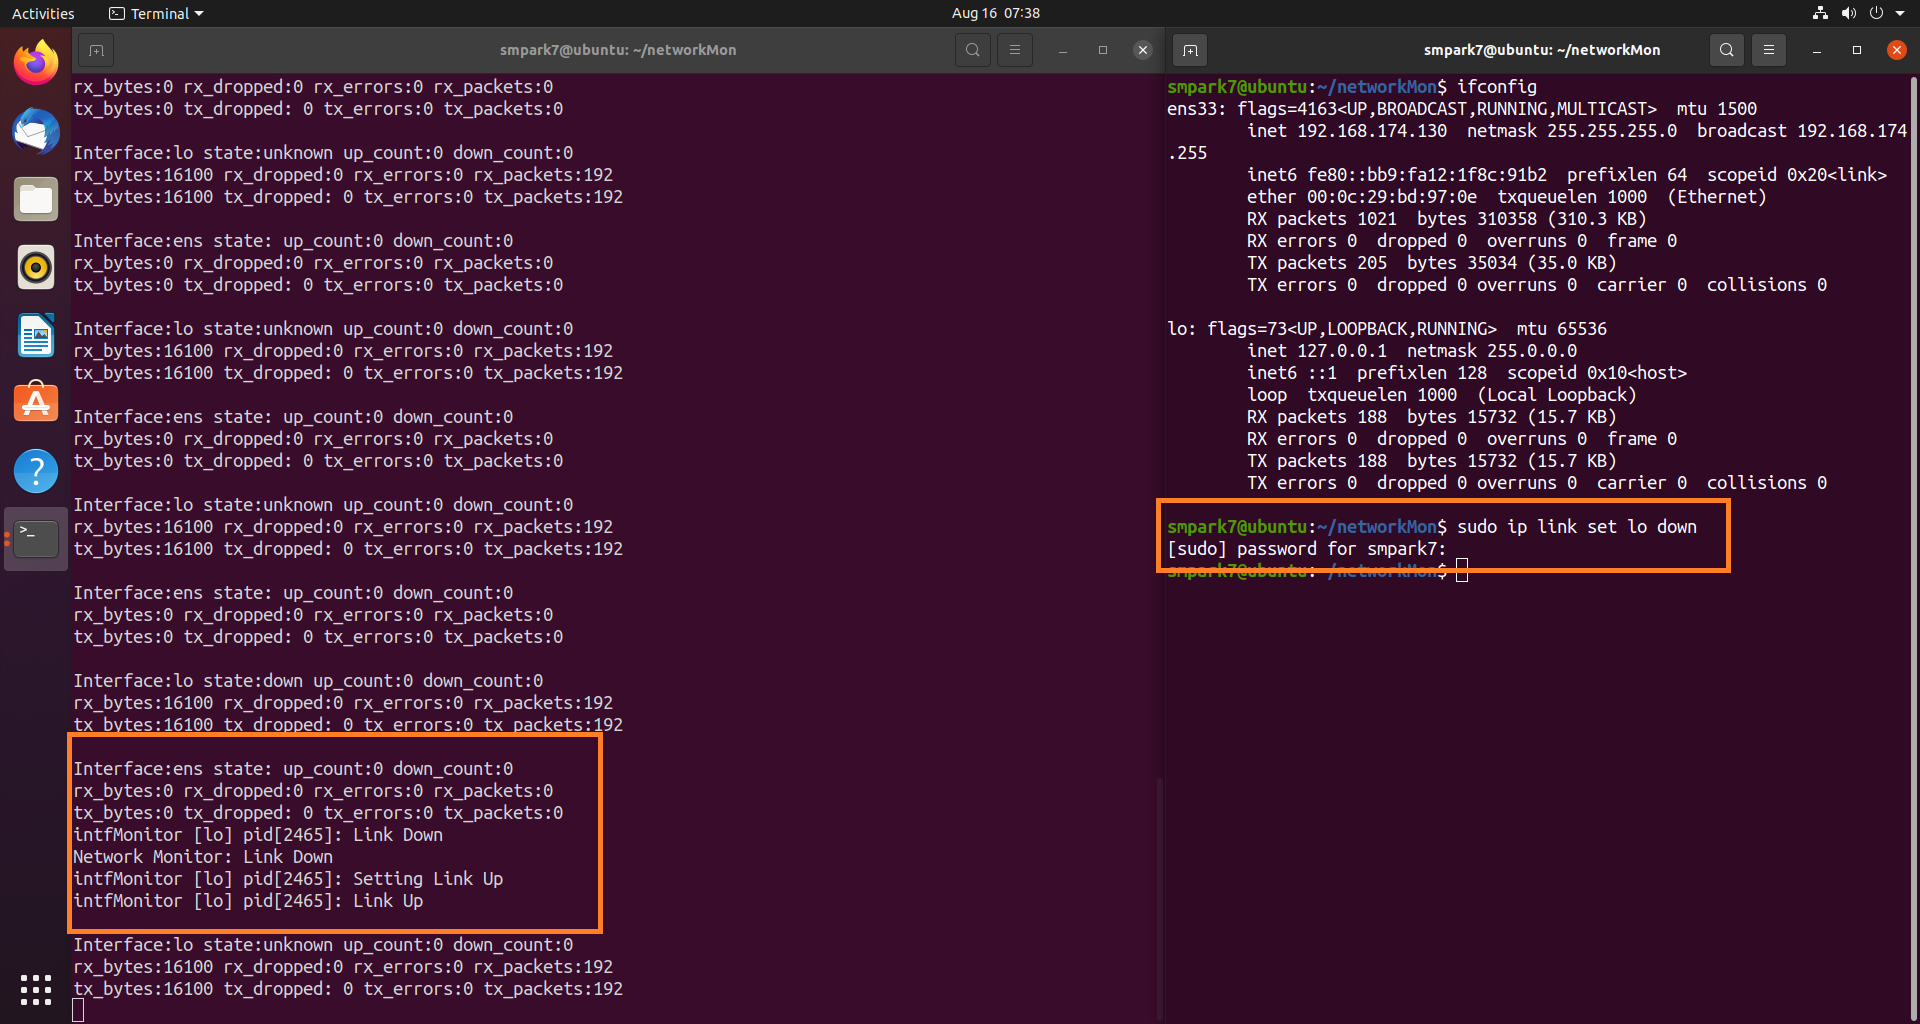 Activities
Terminal
Aug 16 07:38
smpark7@ubuntu: ~/networkMon
rx_bytes:0 rx_dropped:0 rx_errors:0 rx_packets:0
tx_bytes:0 tx_dropped: 0 tx_errors:0 tx_packets:0
Interface:lo state:unknown up_count:0 down_count:0
rx_bytes:16100 rx_dropped:0 rx_errors:0 rx_packets:192
tx_bytes:16100 tx_dropped: 0 tx_errors:0 tx_packets:192
Interface:ens state: up_count:0 down_count:0
rx_bytes:0 rx_dropped:0 rx_errors:0 rx_packets:0
tx_bytes:0 tx_dropped: 0 tx_errors:0 tx_packets:0
Interface:lo state:unknown up_count:0 down_count:0
rx_bytes:16100 rx_dropped:0 rx_errors:0 rx_packets:192
tx_bytes:16100 tx_dropped: 0 tx_errors:0 tx_packets:192
Interface:ens state: up_count:0 down_count:0
rx_bytes:0 rx_dropped:0 rx_errors:0 rx_packets:0
tx_bytes:0 tx_dropped: 0 tx_errors:0 tx_packets:0
Interface:lo state:unknown up_count:0 down_count:0
rx_bytes:16100 rx_dropped:0 rx_errors:0 rx_packets:192
tx_bytes:16100 tx_dropped: 0 tx_errors:0 tx_packets:192
Interface:ens state: up_count:0 down_count:0
rx_bytes:0 rx_dropped:0 rx_errors:0 rx_packets:0
tx_bytes:0 tx_dropped: 0 tx_errors:0 tx_packets:0
Interface:lo state:down up_count:0 down_count:0
rx_bytes:16100 rx_dropped:0 rx_errors:0 rx_packets:192
tx_bytes:16100 tx_dropped: 0 tx_errors:0 tx_packets:192
Interface:ens state: up_count:0 down_count:0
rx_bytes:0 rx_dropped:0 rx_errors:0 rx_packets:0
tx_bytes:0 tx_dropped: 0 tx_errors:0 tx_packets:0
intfMonitor [lo] pid[2465]: Link Down
Network Monitor: Link Down
intfMonitor [lo] pid[2465]: Setting Link Up
intfMonitor [lo] pid[2465]: Link Up
Interface:lo state:unknown up_count:0 down_count:0
rx_bytes:16100 rx_dropped:0 rx_errors:0 rx_packets:192
tx_bytes:16100 tx_dropped: 0 tx_errors:0 tx_packets:192
smpark7@ubuntu: ~/networkMon
smpark7@ubuntu:~/networkMon$ ifconfig
ens33: flags=4163<UP,BROADCAST,RUNNING,MULTICAST>  mtu 1500
inet 192.168.174.130  netmask 255.255.255.0  broadcast 192.168.174
.255
inet6 fe80::bb9:fa12:1f8c:91b2  prefixlen 64  scopeid 0x20<link>
ether 00:0c:29:bd:97:0e  txqueuelen 1000  (Ethernet)
RX packets 1021  bytes 310358 (310.3 KB)
RX errors 0  dropped 0  overruns 0  frame 0
TX packets 205  bytes 35034 (35.0 KB)
TX errors 0  dropped 0 overruns 0  carrier 0  collisions 0
lo: flags=73<UP,LOOPBACK,RUNNING>  mtu 65536
inet 127.0.0.1  netmask 255.0.0.0
inet6 ::1  prefixlen 128  scopeid 0x10<host>
loop  txqueuelen 1000  (Local Loopback)
RX packets 188  bytes 15732 (15.7 KB)
RX errors 0  dropped 0  overruns 0  frame 0
TX packets 188  bytes 15732 (15.7 KB)
TX errors 0  dropped 0 overruns 0  carrier 0  collisions 0
smpark7@ubuntu:~/networkMon$ sudo ip link set lo down
[sudo] password for smpark7:
smpark7@ubuntu:~/networkMon$